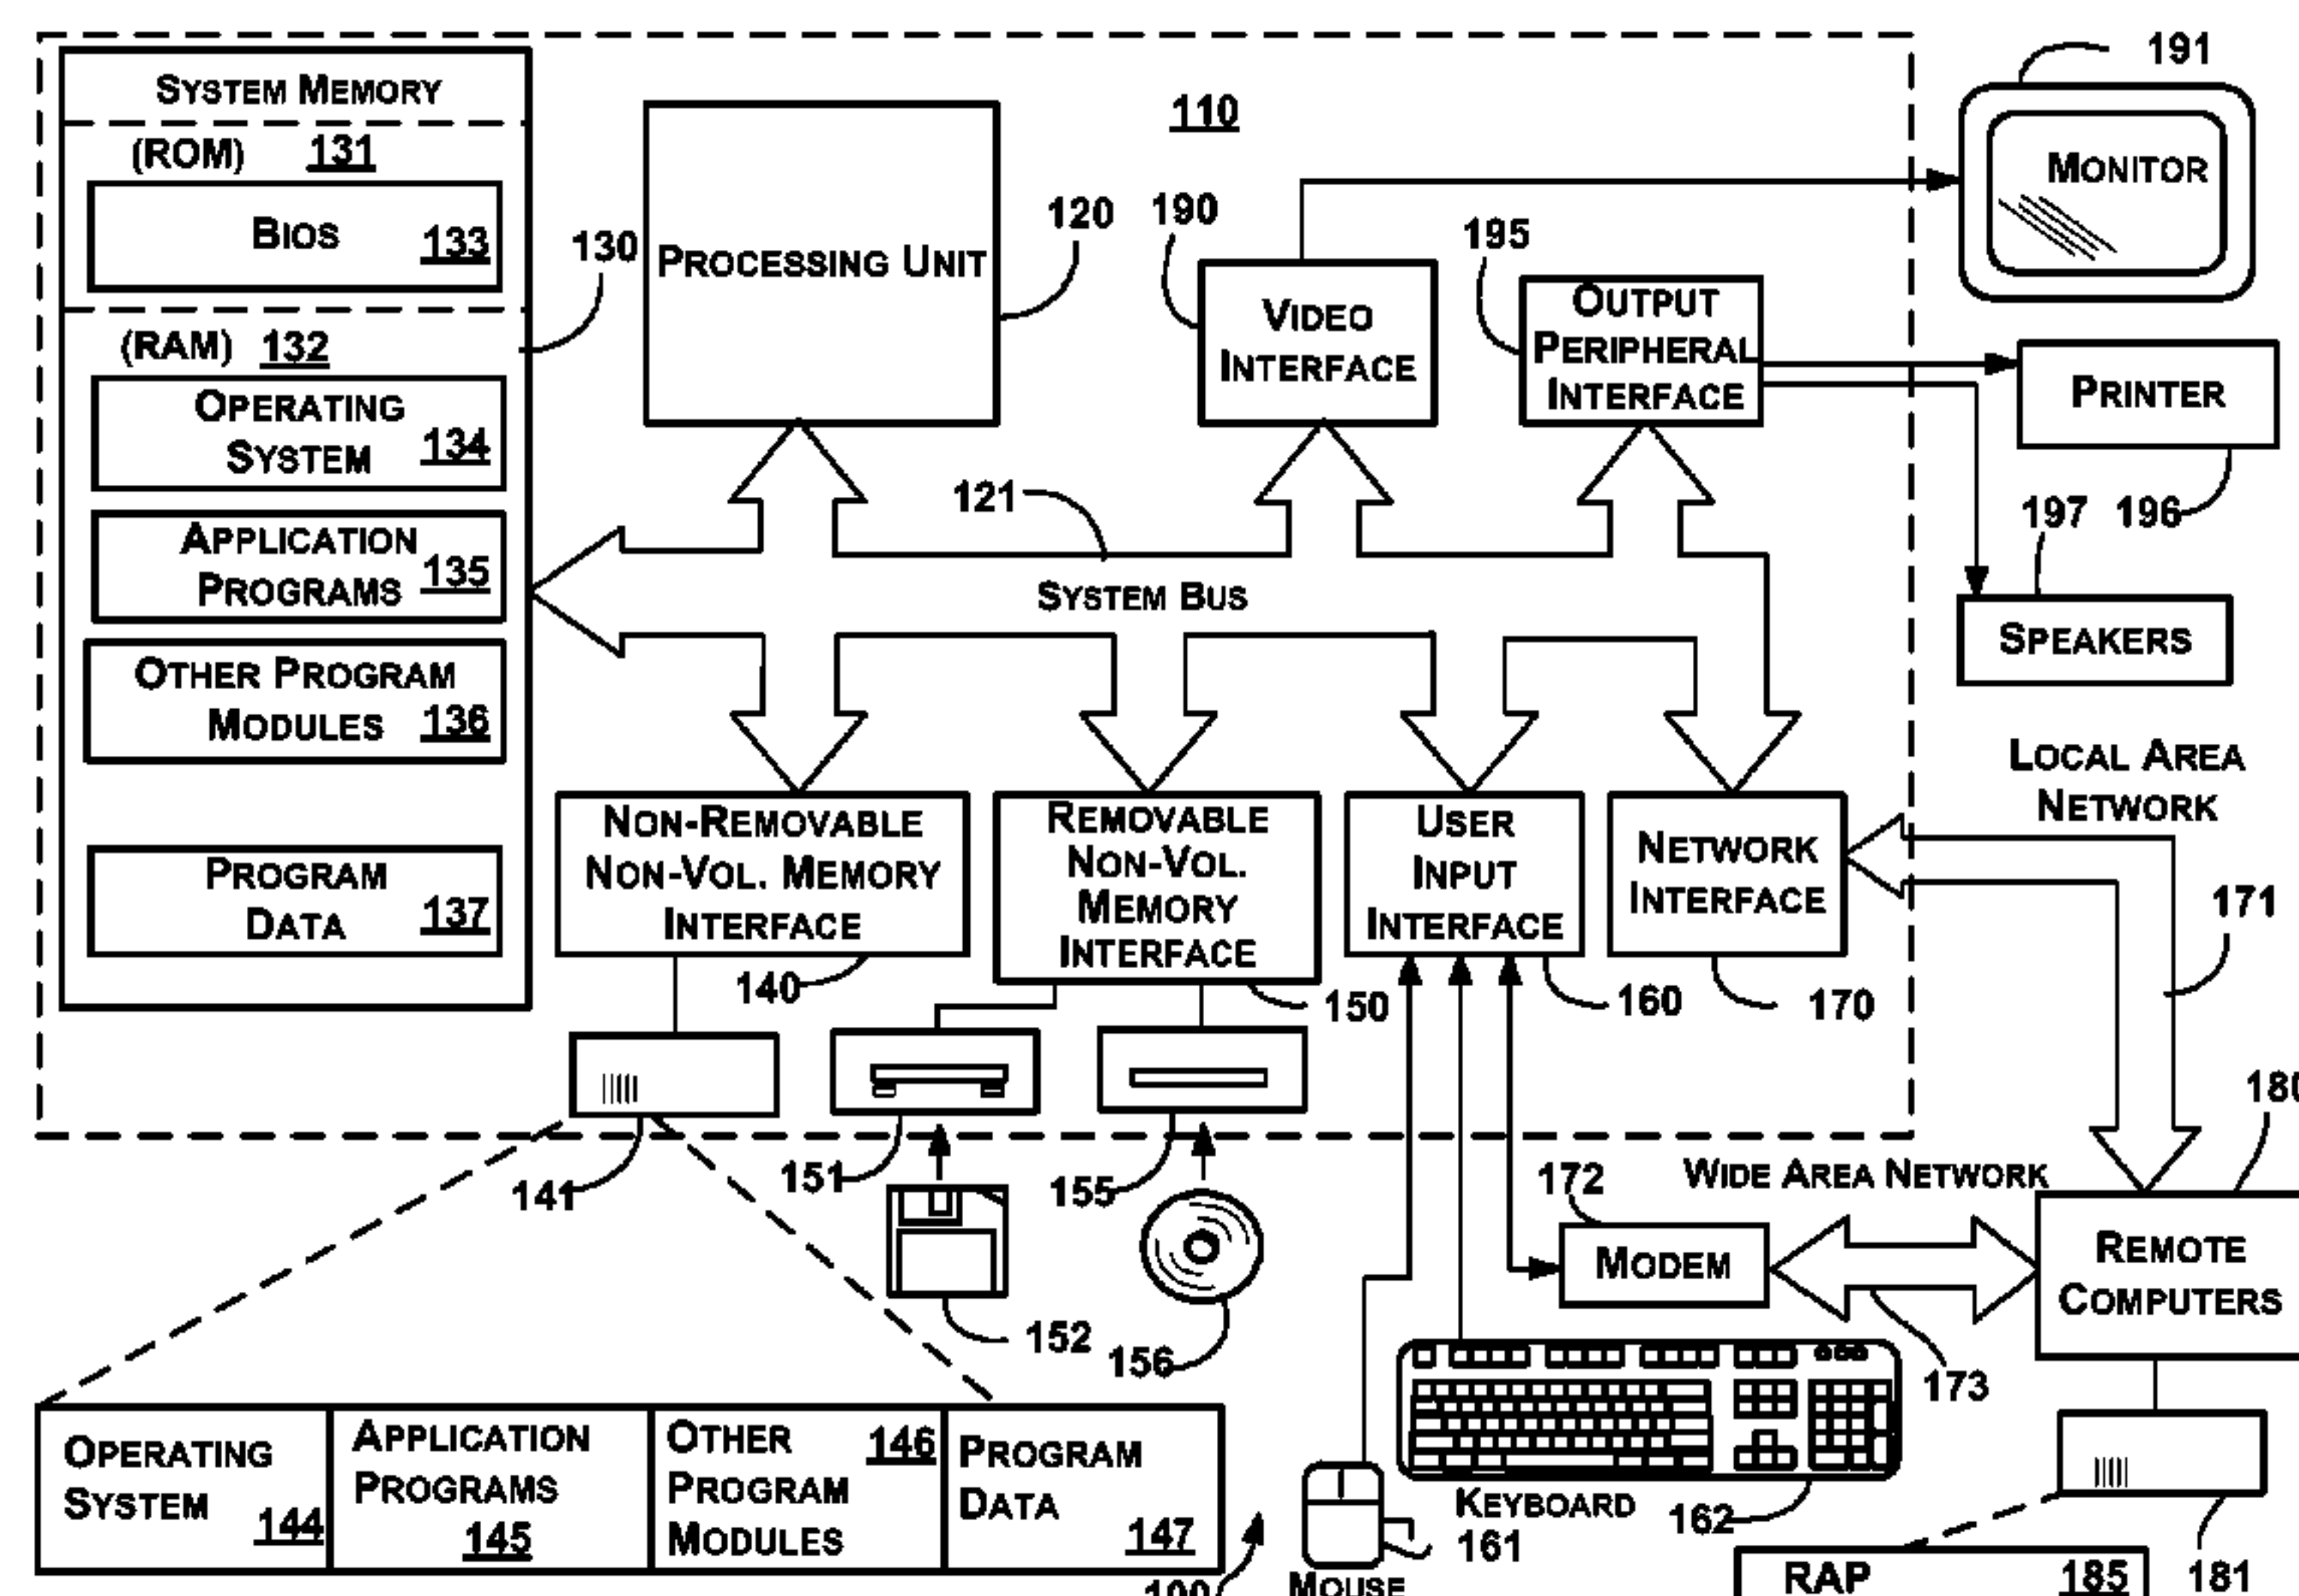 SYSTEM MEMORY
(ROM) 131
BIOS 133
(RAM) 132
OPERATING
SYSTEM 134
APPLICATION
PROGRAMS 135
OTHER PROGRAM
MODULES 136
PROGRAM
DATA 137
130
PROCESSING UNIT
120
110
190
VIDEO
INTERFACE
195
OUTPUT
PERIPHERAL
INTERFACE
191
MONITOR
PRINTER
197 196
SPEAKERS
121
SYSTEM BUS
NON-REMOVABLE
NON-VOL. MEMORY
INTERFACE
140
REMOVABLE
NON-VOL.
MEMORY
INTERFACE
150
USER
INPUT
INTERFACE
160
NETWORK
INTERFACE
170
LOCAL AREA
NETWORK
171
180
141
151
155
152
156
WIDE AREA NETWORK
172
MODEM
173
REMOTE
COMPUTERS
OPERATING
SYSTEM 144
APPLICATION
PROGRAMS
145
OTHER 146
PROGRAM
MODULES
PROGRAM
DATA
147
100
MOUSE
KEYBOARD
161
162
RAP 185
181